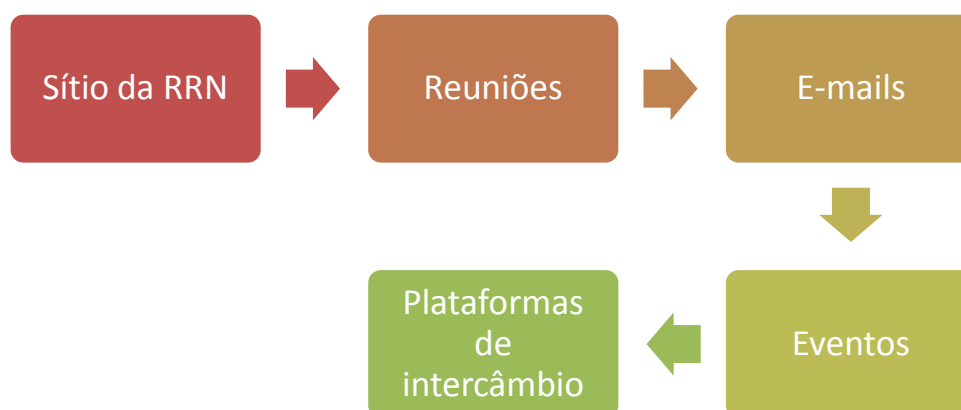 Sítio da RRN
Reuniões
E-mails
Eventos
Plataformas
de
intercâmbio